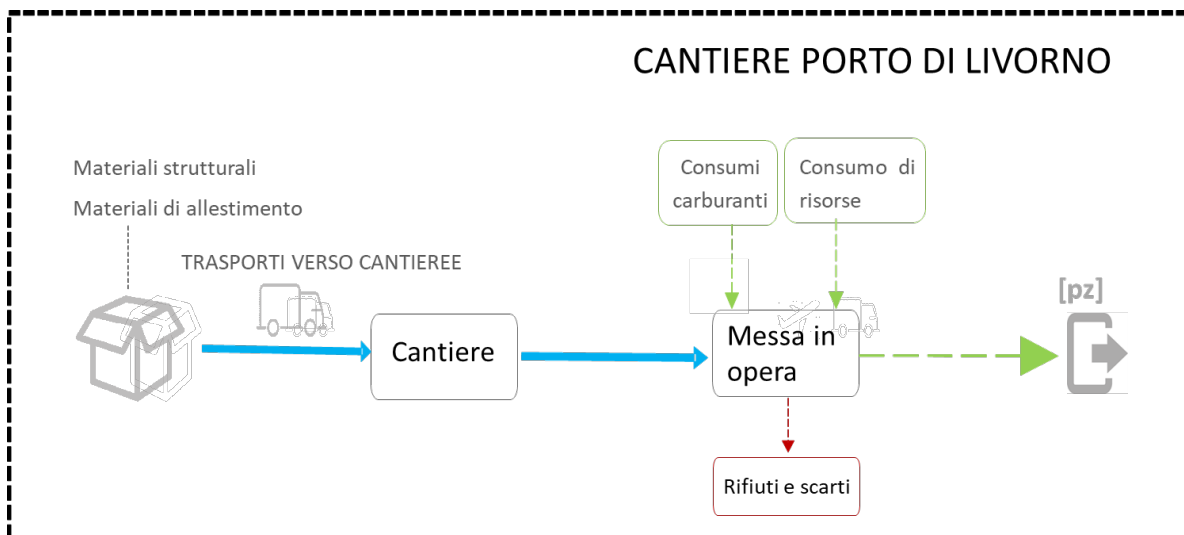 CANTIERE PORTO DI LIVORNO
Materiali strutturali
Materiali di allestimento
TRASPORTI VERSO CANTIEREE
Consumi
carburanti
Consumo di
risorse
[pz]
Cantiere
Messa in
opera
Rifiuti e scarti